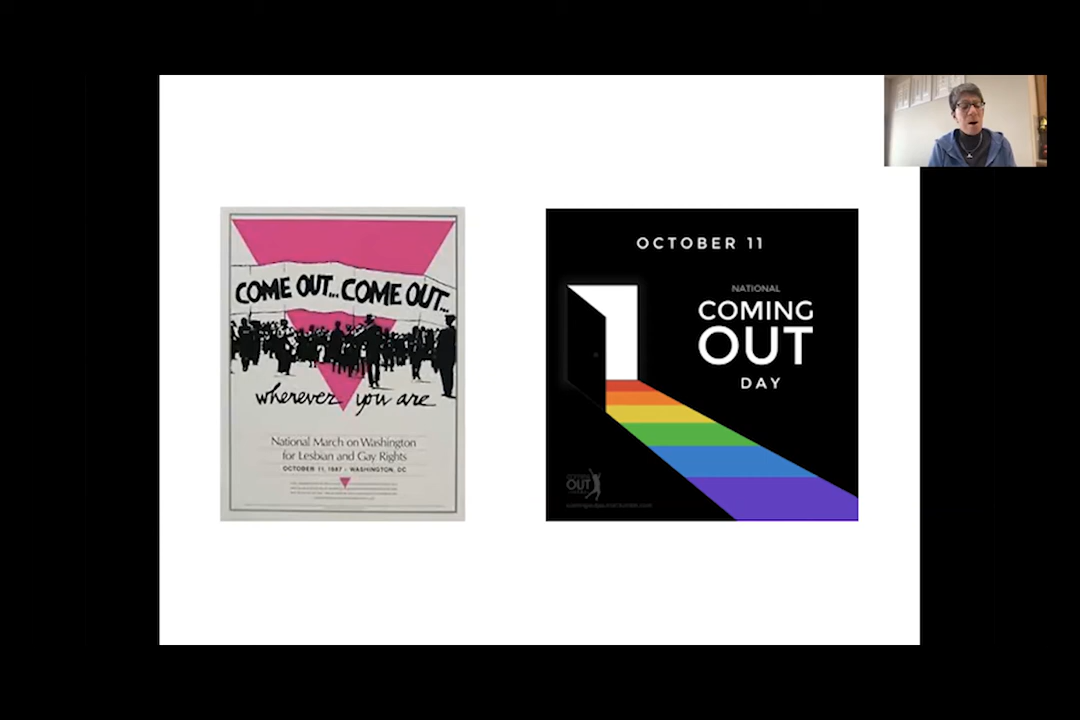 COME OUT... COME OUT...
wherever you are
National March on Washington
for Lesbian and Gay Rights
OCTOBER 11, 1987 - WASHINGTON, DC
OCTOBER 11
NATIONAL
COMING
OUT
DAY
OUT